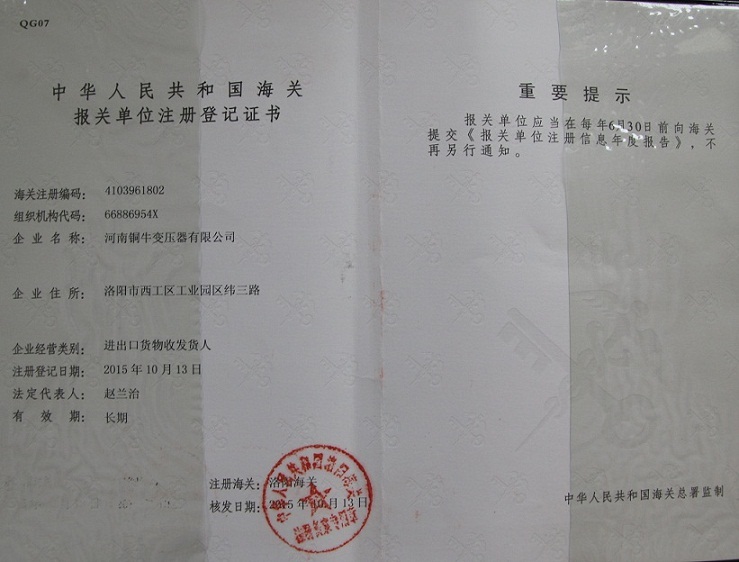 QG07
中华人民共和国海关
报关单位注册登记证书
海关注册编码： 4103961802
组织机构代码： 66886954X
企业名称： 河南铜牛变压器有限公司
企业住所： 洛阳市西工区工业园区纬三路
企业经营类别： 进出口货物收发货人
注册登记日期： 2015年10月13日
法定代表人： 赵兰治
有效期： 长期
注册海关： 洛阳海关
核发日期： 2015年10月13日
重要提示
报关单位应当在每年6月30日前向海关
提交《报关单位注册信息年度报告》，不
再另行通知。
中华人民共和国海关总署监制